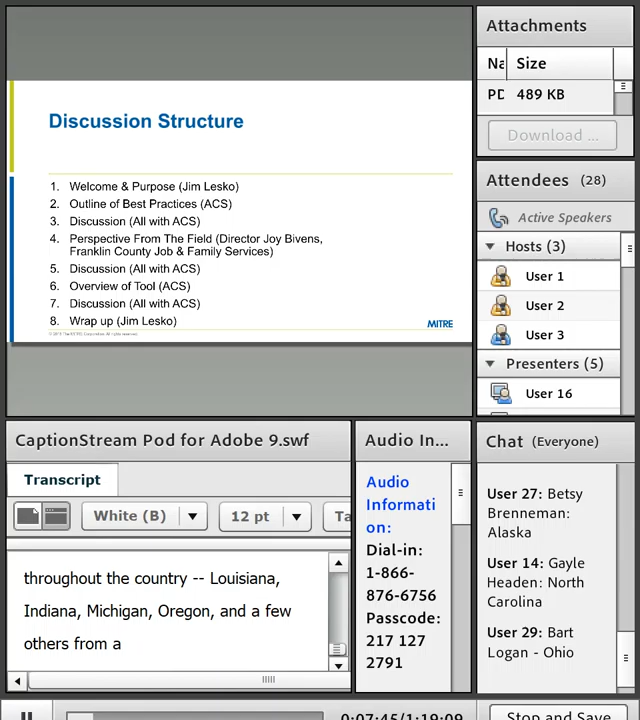 Attachments
Na Size
PD 489 KB
Download ...
Discussion Structure
1. Welcome & Purpose (Jim Lesko)
2. Outline of Best Practices (ACS)
3. Discussion (All with ACS)
4. Perspective From The Field (Director Joy Bivens,
Franklin County Job & Family Services)
5. Discussion (All with ACS)
6. Overview of Tool (ACS)
7. Discussion (All with ACS)
8. Wrap up (Jim Lesko)
MITRE
Attendees (28)
Active Speakers
Hosts (3)
User 1
User 2
User 3
Presenters (5)
User 16
CaptionStream Pod for Adobe 9.swf
Transcript
White (B) 12 pt Ta
throughout the country -- Louisiana,
Indiana, Michigan, Oregon, and a few
others from a
Audio In...
Audio
Informati
on:
Dial-in:
1-866-
876-6756
Passcode:
217 127
2791
Chat (Everyone)
User 27: Betsy
Brenneman:
Alaska
User 14: Gayle
Headen: North
Carolina
User 29: Bart
Logan - Ohio
0:07:45/1:19:09
Stop and Save